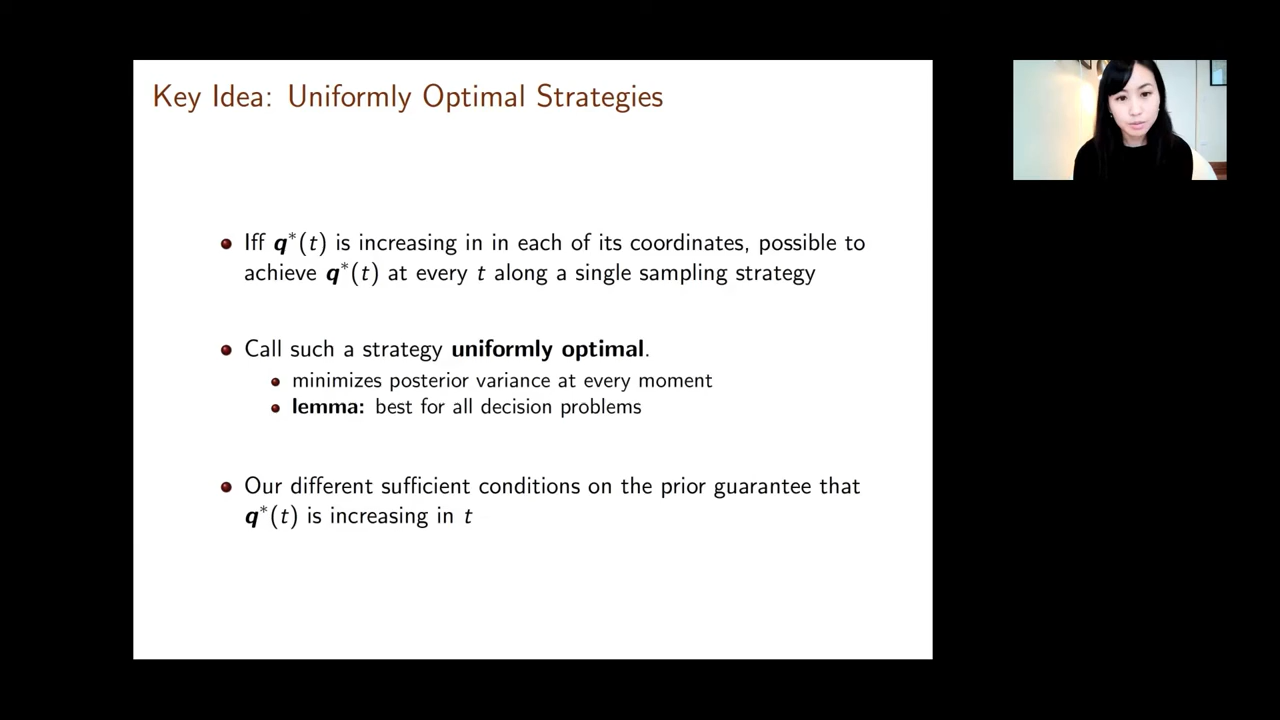 Key Idea: Uniformly Optimal Strategies
Iff q*(t) is increasing in in each of its coordinates, possible to
achieve q*(t) at every t along a single sampling strategy
Call such a strategy uniformly optimal.
minimizes posterior variance at every moment
lemma: best for all decision problems
Our different sufficient conditions on the prior guarantee that
q*(t) is increasing in t